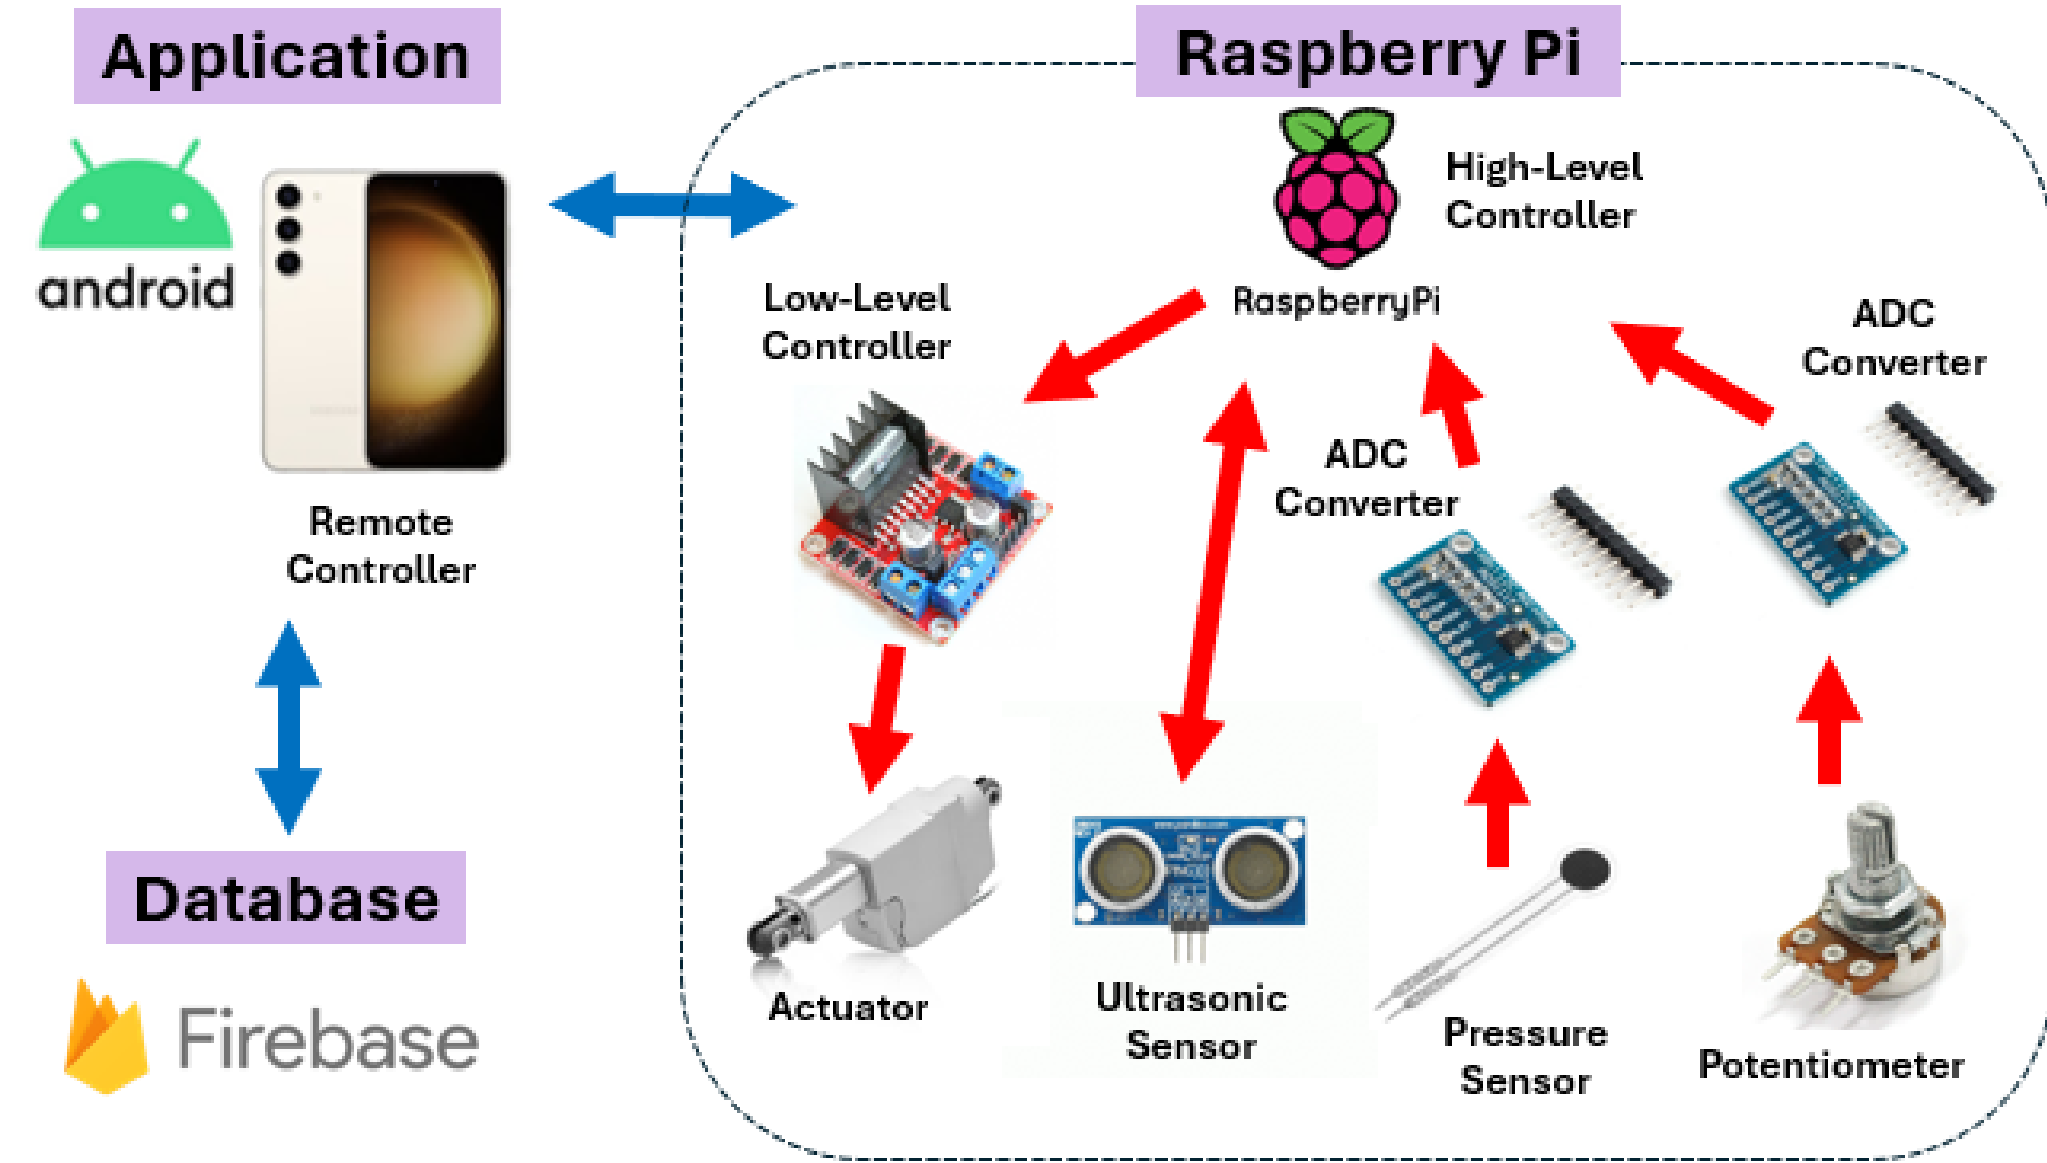 Application
Raspberry Pi
android
High-Level
Controller
RaspberryPi
Low-Level
Controller
ADC
Converter
ADC
Converter
Remote
Controller
Database
Firebase
Actuator
Ultrasonic
Sensor
Pressure
Sensor
Potentiometer